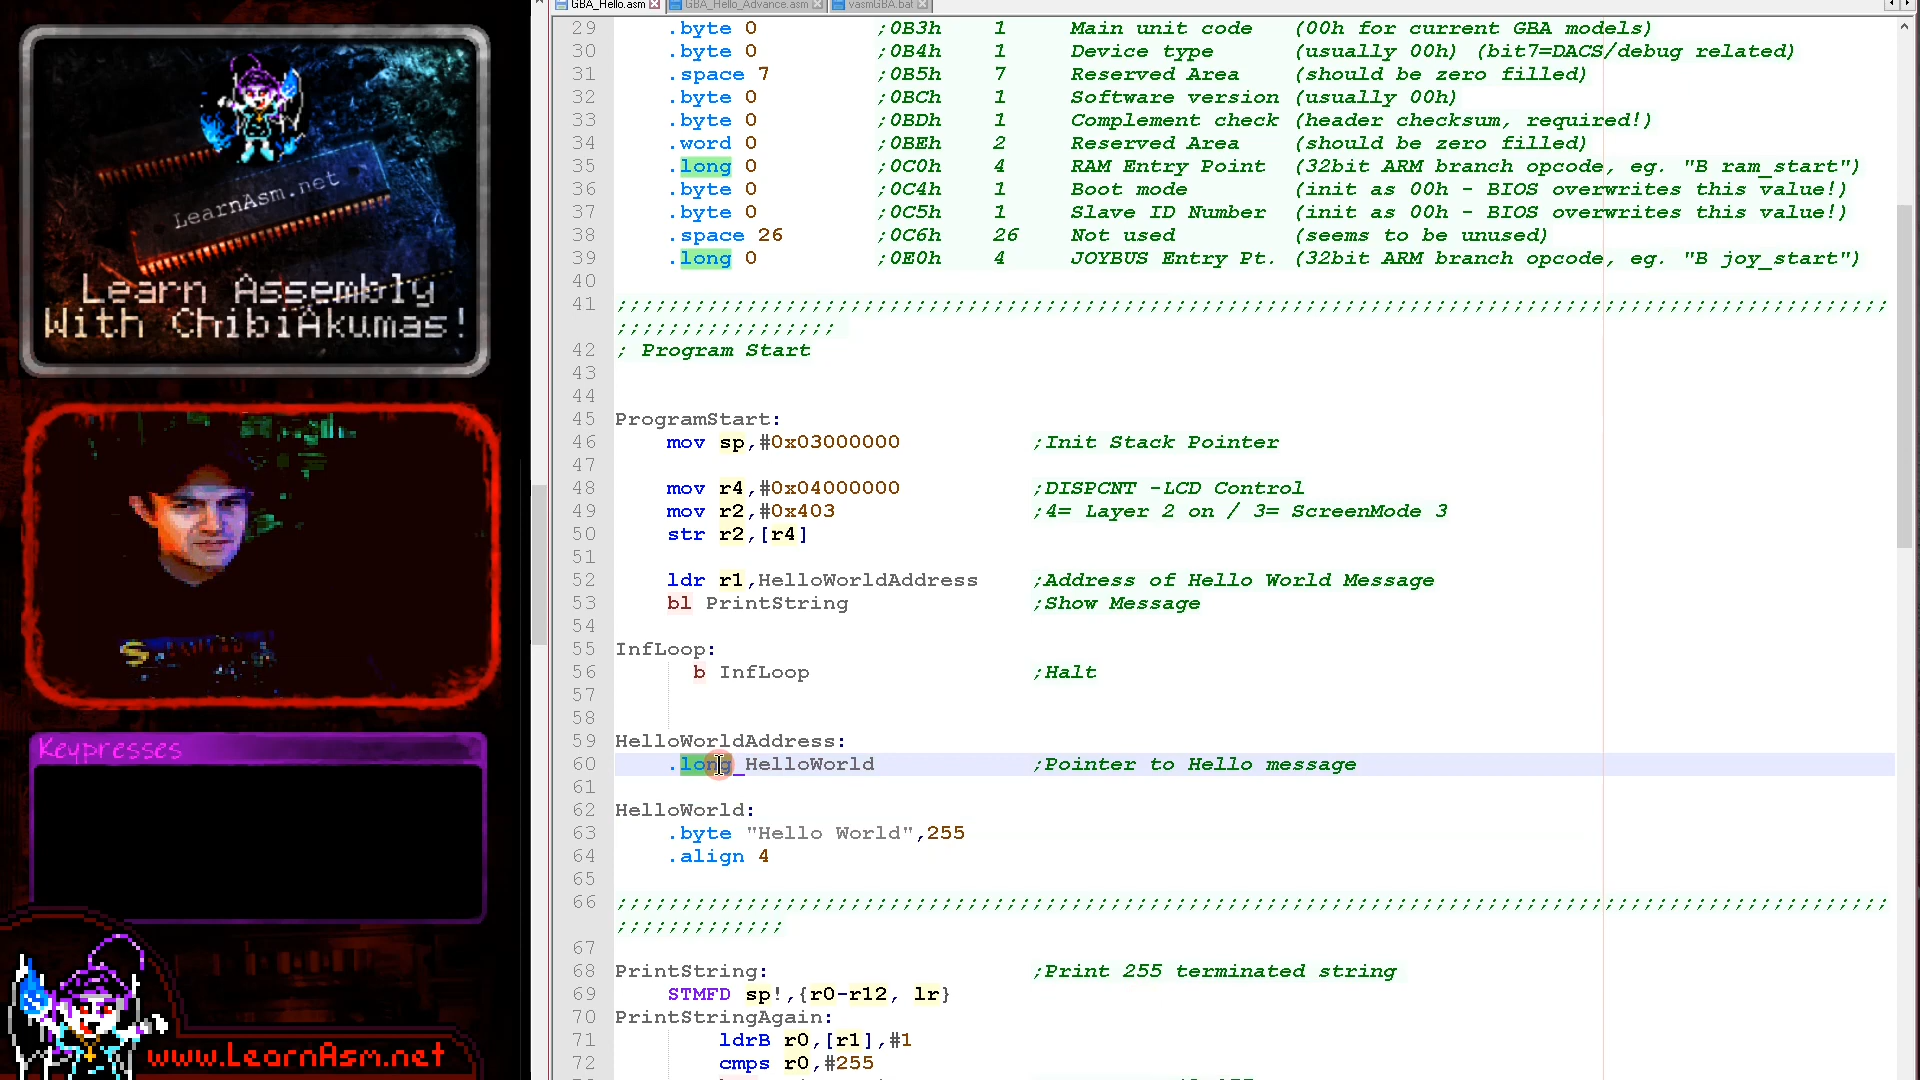 GBA_Hello.asm
GBA_Hello_Advance.asm
vasmGBA.bat
29 .byte 0 ;0B3h 1 Main unit code (00h for current GBA models)
30 .byte 0 ;0B4h 1 Device type (usually 00h) (bit7=DACS/debug related)
31 .space 7 ;0B5h 7 Reserved Area (should be zero filled)
32 .byte 0 ;0BCh 1 Software version (usually 00h)
33 .byte 0 ;0BDh 1 Complement check (header checksum, required!)
34 .word 0 ;0BEh 2 Reserved Area (should be zero filled)
35 .long 0 ;0C0h 4 RAM Entry Point (32bit ARM branch opcode, eg. "B ram_start")
36 .byte 0 ;0C4h 1 Boot mode (init as 00h - BIOS overwrites this value!)
37 .byte 0 ;0C5h 1 Slave ID Number (init as 00h - BIOS overwrites this value!)
38 .space 26 ;0C6h 26 Not used (seems to be unused)
39 .long 0 ;0E0h 4 JOYBUS Entry Pt. (32bit ARM branch opcode, eg. "B joy_start")
40
41 ;;;;;;;;;;;;;;;;;;;;;;;;;;;;;;;;;;;;;;;;;;;;;;;;;;;;;;;;;;;;;;;;;;;;;;;;;;;;;;;;;;;;;;;;;;;;;;;;;;
;;;;;;;;;;;;;;;;;
42 ; Program Start
43
44
45 ProgramStart:
46 mov sp,#0x03000000 ;Init Stack Pointer
47
48 mov r4,#0x04000000 ;DISPCNT -LCD Control
49 mov r2,#0x403 ;4= Layer 2 on / 3= ScreenMode 3
50 str r2,[r4]
51
52 ldr r1,HelloWorldAddress ;Address of Hello World Message
53 bl PrintString ;Show Message
54
55 InfLoop:
56 b InfLoop ;Halt
57
58
59 HelloWorldAddress:
60 .long HelloWorld ;Pointer to Hello message
61
62 HelloWorld:
63 .byte "Hello World",255
64 .align 4
65
66 ;;;;;;;;;;;;;;;;;;;;;;;;;;;;;;;;;;;;;;;;;;;;;;;;;;;;;;;;;;;;;;;;;;;;;;;;;;;;;;;;;;;;;;;;;;;;;;;;;;
;;;;;;;;;;;;;
67
68 PrintString: ;Print 255 terminated string
69 STMFD sp!,{r0-r12, lr}
70 PrintStringAgain:
71 ldrB r0,[r1],#1
72 cmps r0,#255
LearnAsm.net
Learn Assembly
With ChibiAkumas!
Keypresses
www.LearnAsm.net